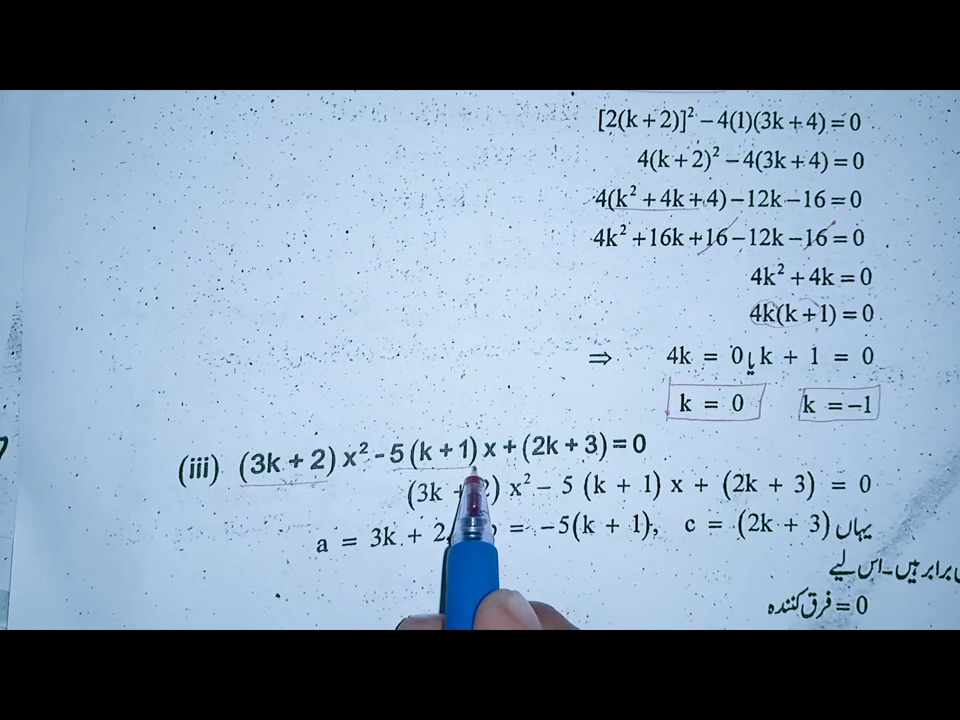 [2(k+2)]² − 4(1)(3k+4) = 0
4(k+2)² − 4(3k+4) = 0
4(k² + 4k + 4) − 12k − 16 = 0
4k² + 16k + 16 − 12k − 16 = 0
4k² + 4k = 0
4k(k+1) = 0
⇒ 4k = 0 یا k + 1 = 0
k = 0 k = −1
(iii) (3k + 2) x² - 5 (k + 1) x + (2k + 3) = 0
(3k + 2) x² − 5 (k + 1) x + (2k + 3) = 0
یہاں a = 3k + 2, = −5(k + 1), c = (2k + 3)
برابر ہیں۔ اس لیے
فرق کنندہ = 0